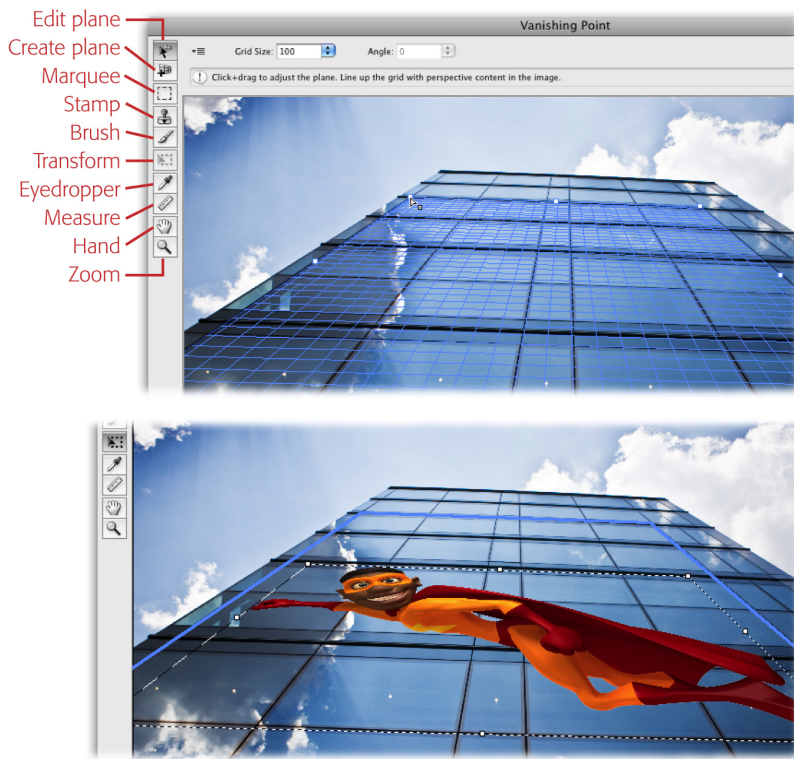 Edit plane
Create plane
Marquee
Stamp
Brush
Transform
Eyedropper
Measure
Hand
Zoom
Vanishing Point
Grid Size: 100 Angle: 0
Click+drag to adjust the plane. Line up the grid with perspective content in the image.